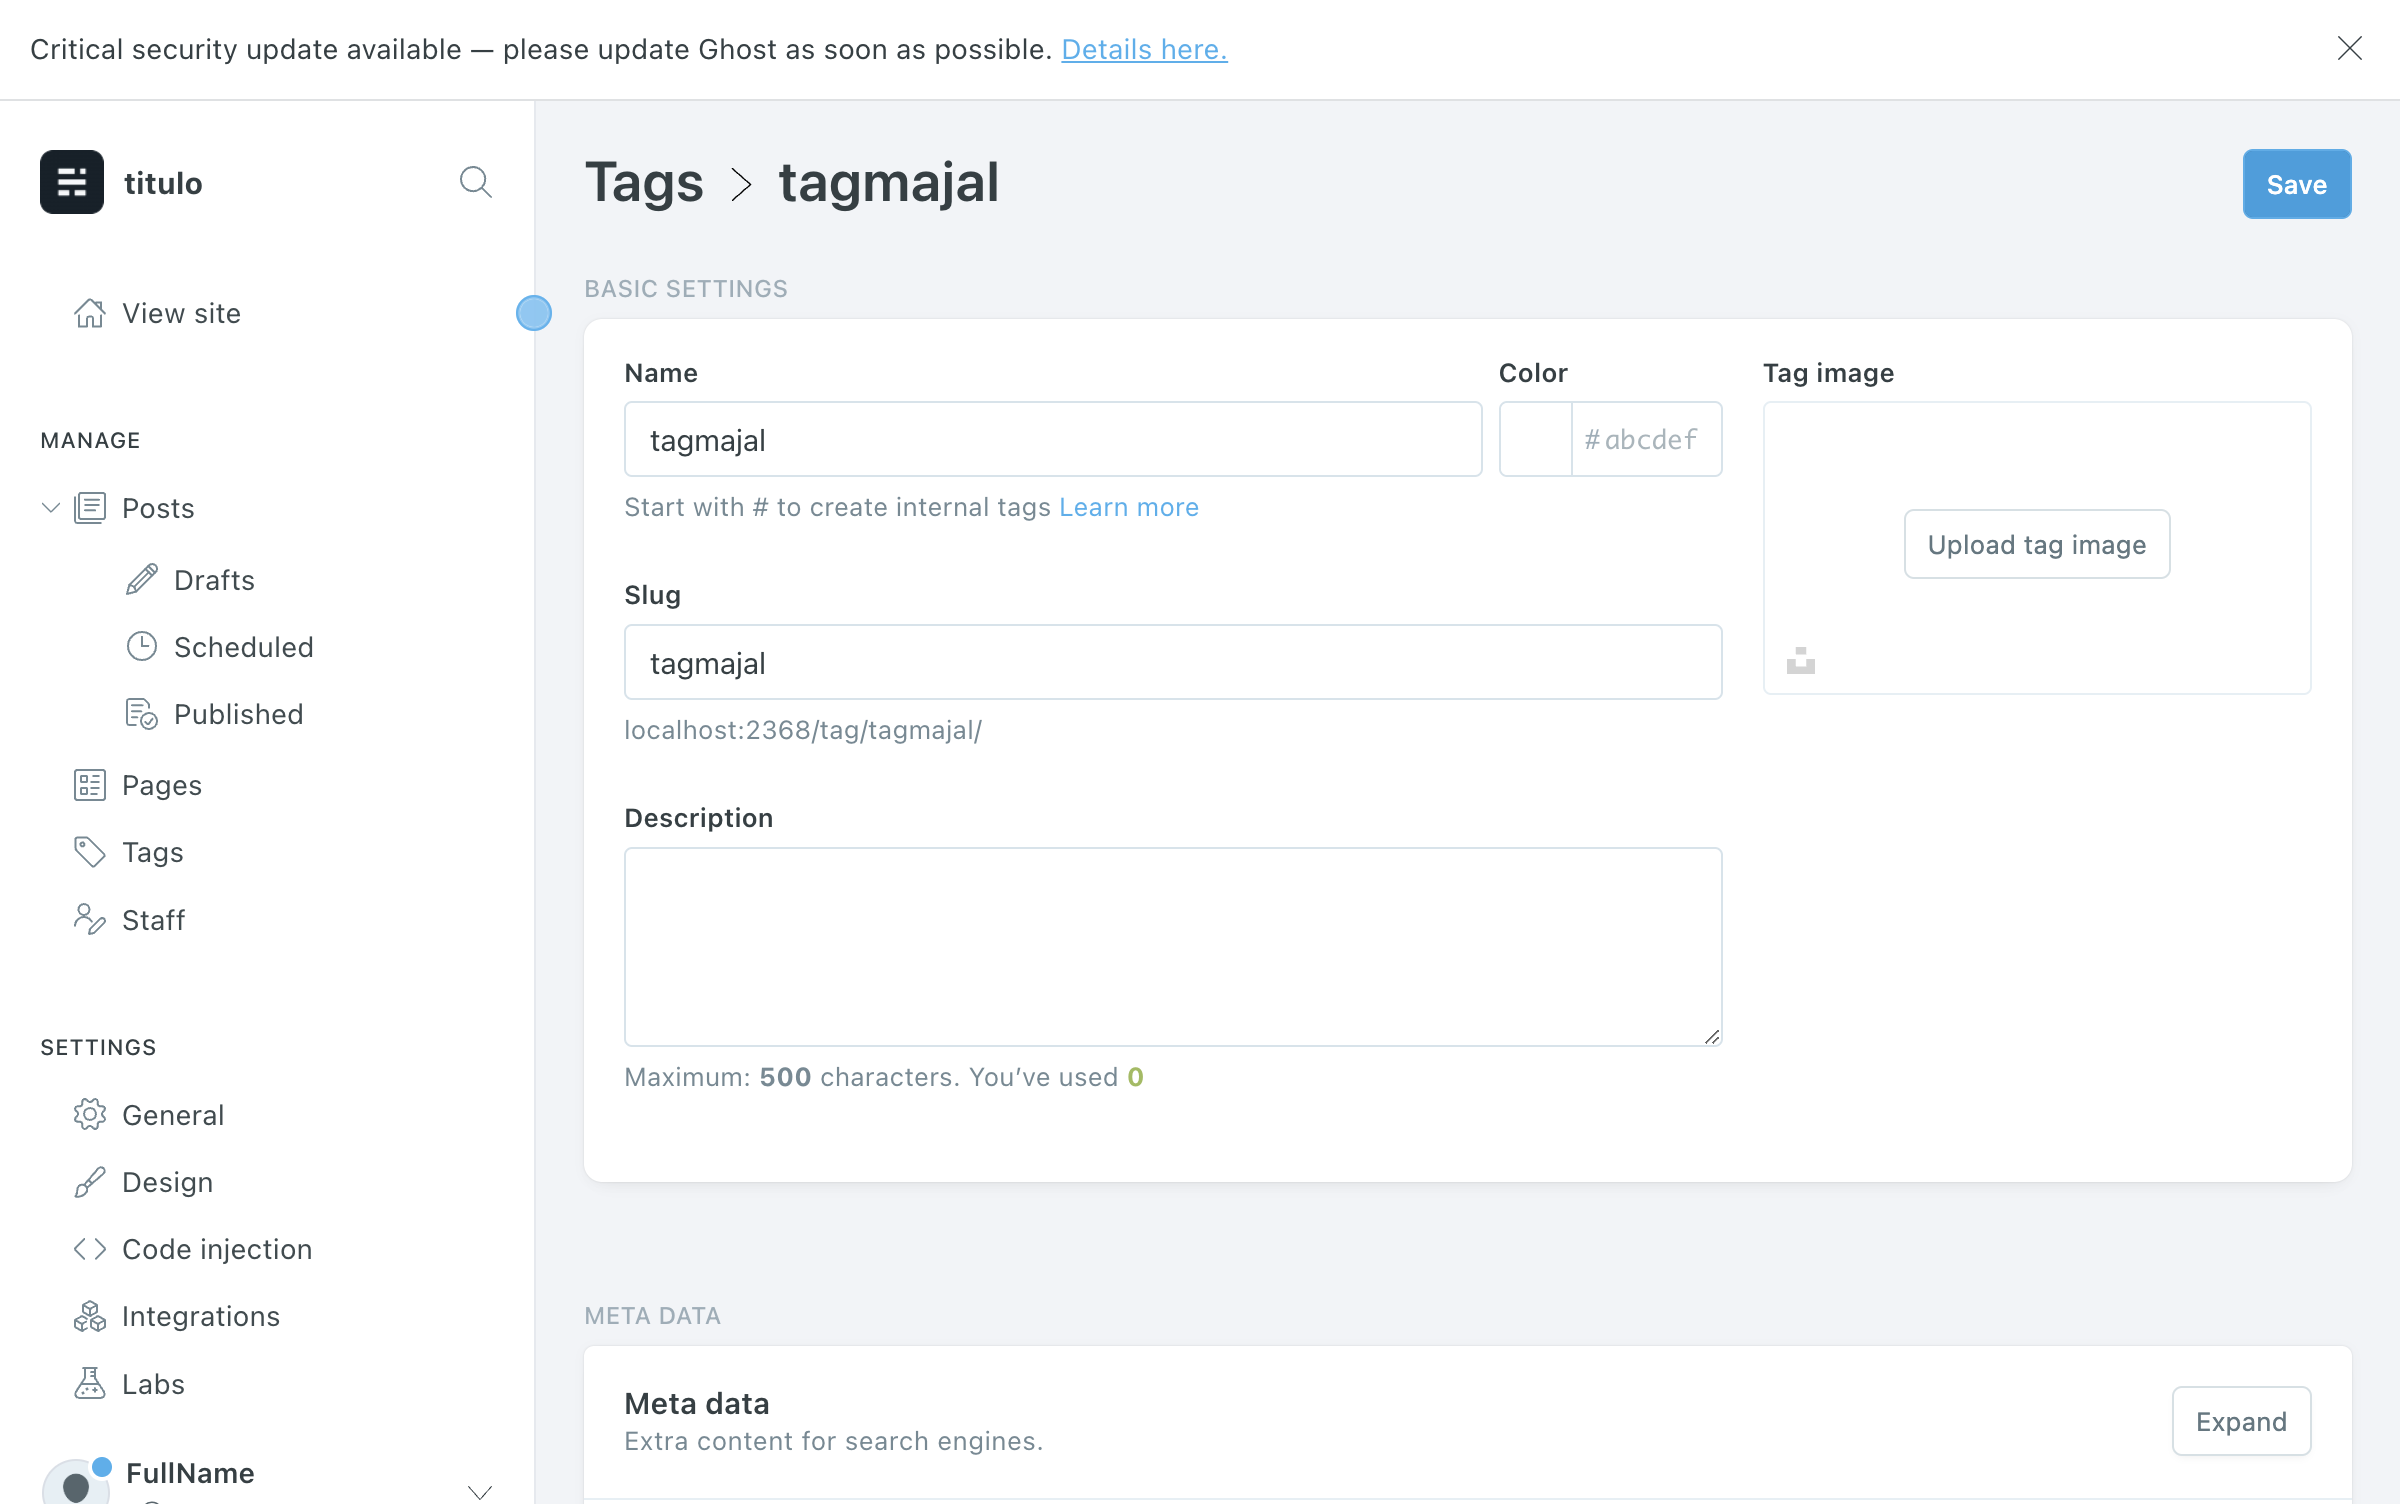 Critical security update available — please update Ghost as soon as possible. Details here.
titulo
View site
MANAGE
Posts
Drafts
Scheduled
Published
Pages
Tags
Staff
SETTINGS
General
Design
Code injection
Integrations
Labs
FullName
Tags > tagmajal
Save
BASIC SETTINGS
Name
tagmajal
Start with # to create internal tags Learn more
Color
#abcdef
Slug
tagmajal
localhost:2368/tag/tagmajal/
Description
Maximum: 500 characters. You’ve used 0
Tag image
Upload tag image
META DATA
Meta data
Extra content for search engines.
Expand